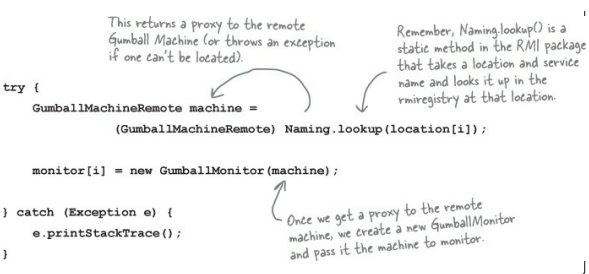 This returns a proxy to the remote
Gumball Machine (or throws an exception
if one can't be located).
Remember, Naming.lookup() is a
static method in the RMI package
that takes a location and service
name and looks it up in the
rmiregistry at that location.
try {
GumballMachineRemote machine =
(GumballMachineRemote) Naming.lookup(location[i]);
monitor[i] = new GumballMonitor(machine);
} catch (Exception e) {
e.printStackTrace();
}
Once we get a proxy to the remote
machine, we create a new GumballMonitor
and pass it the machine to monitor.